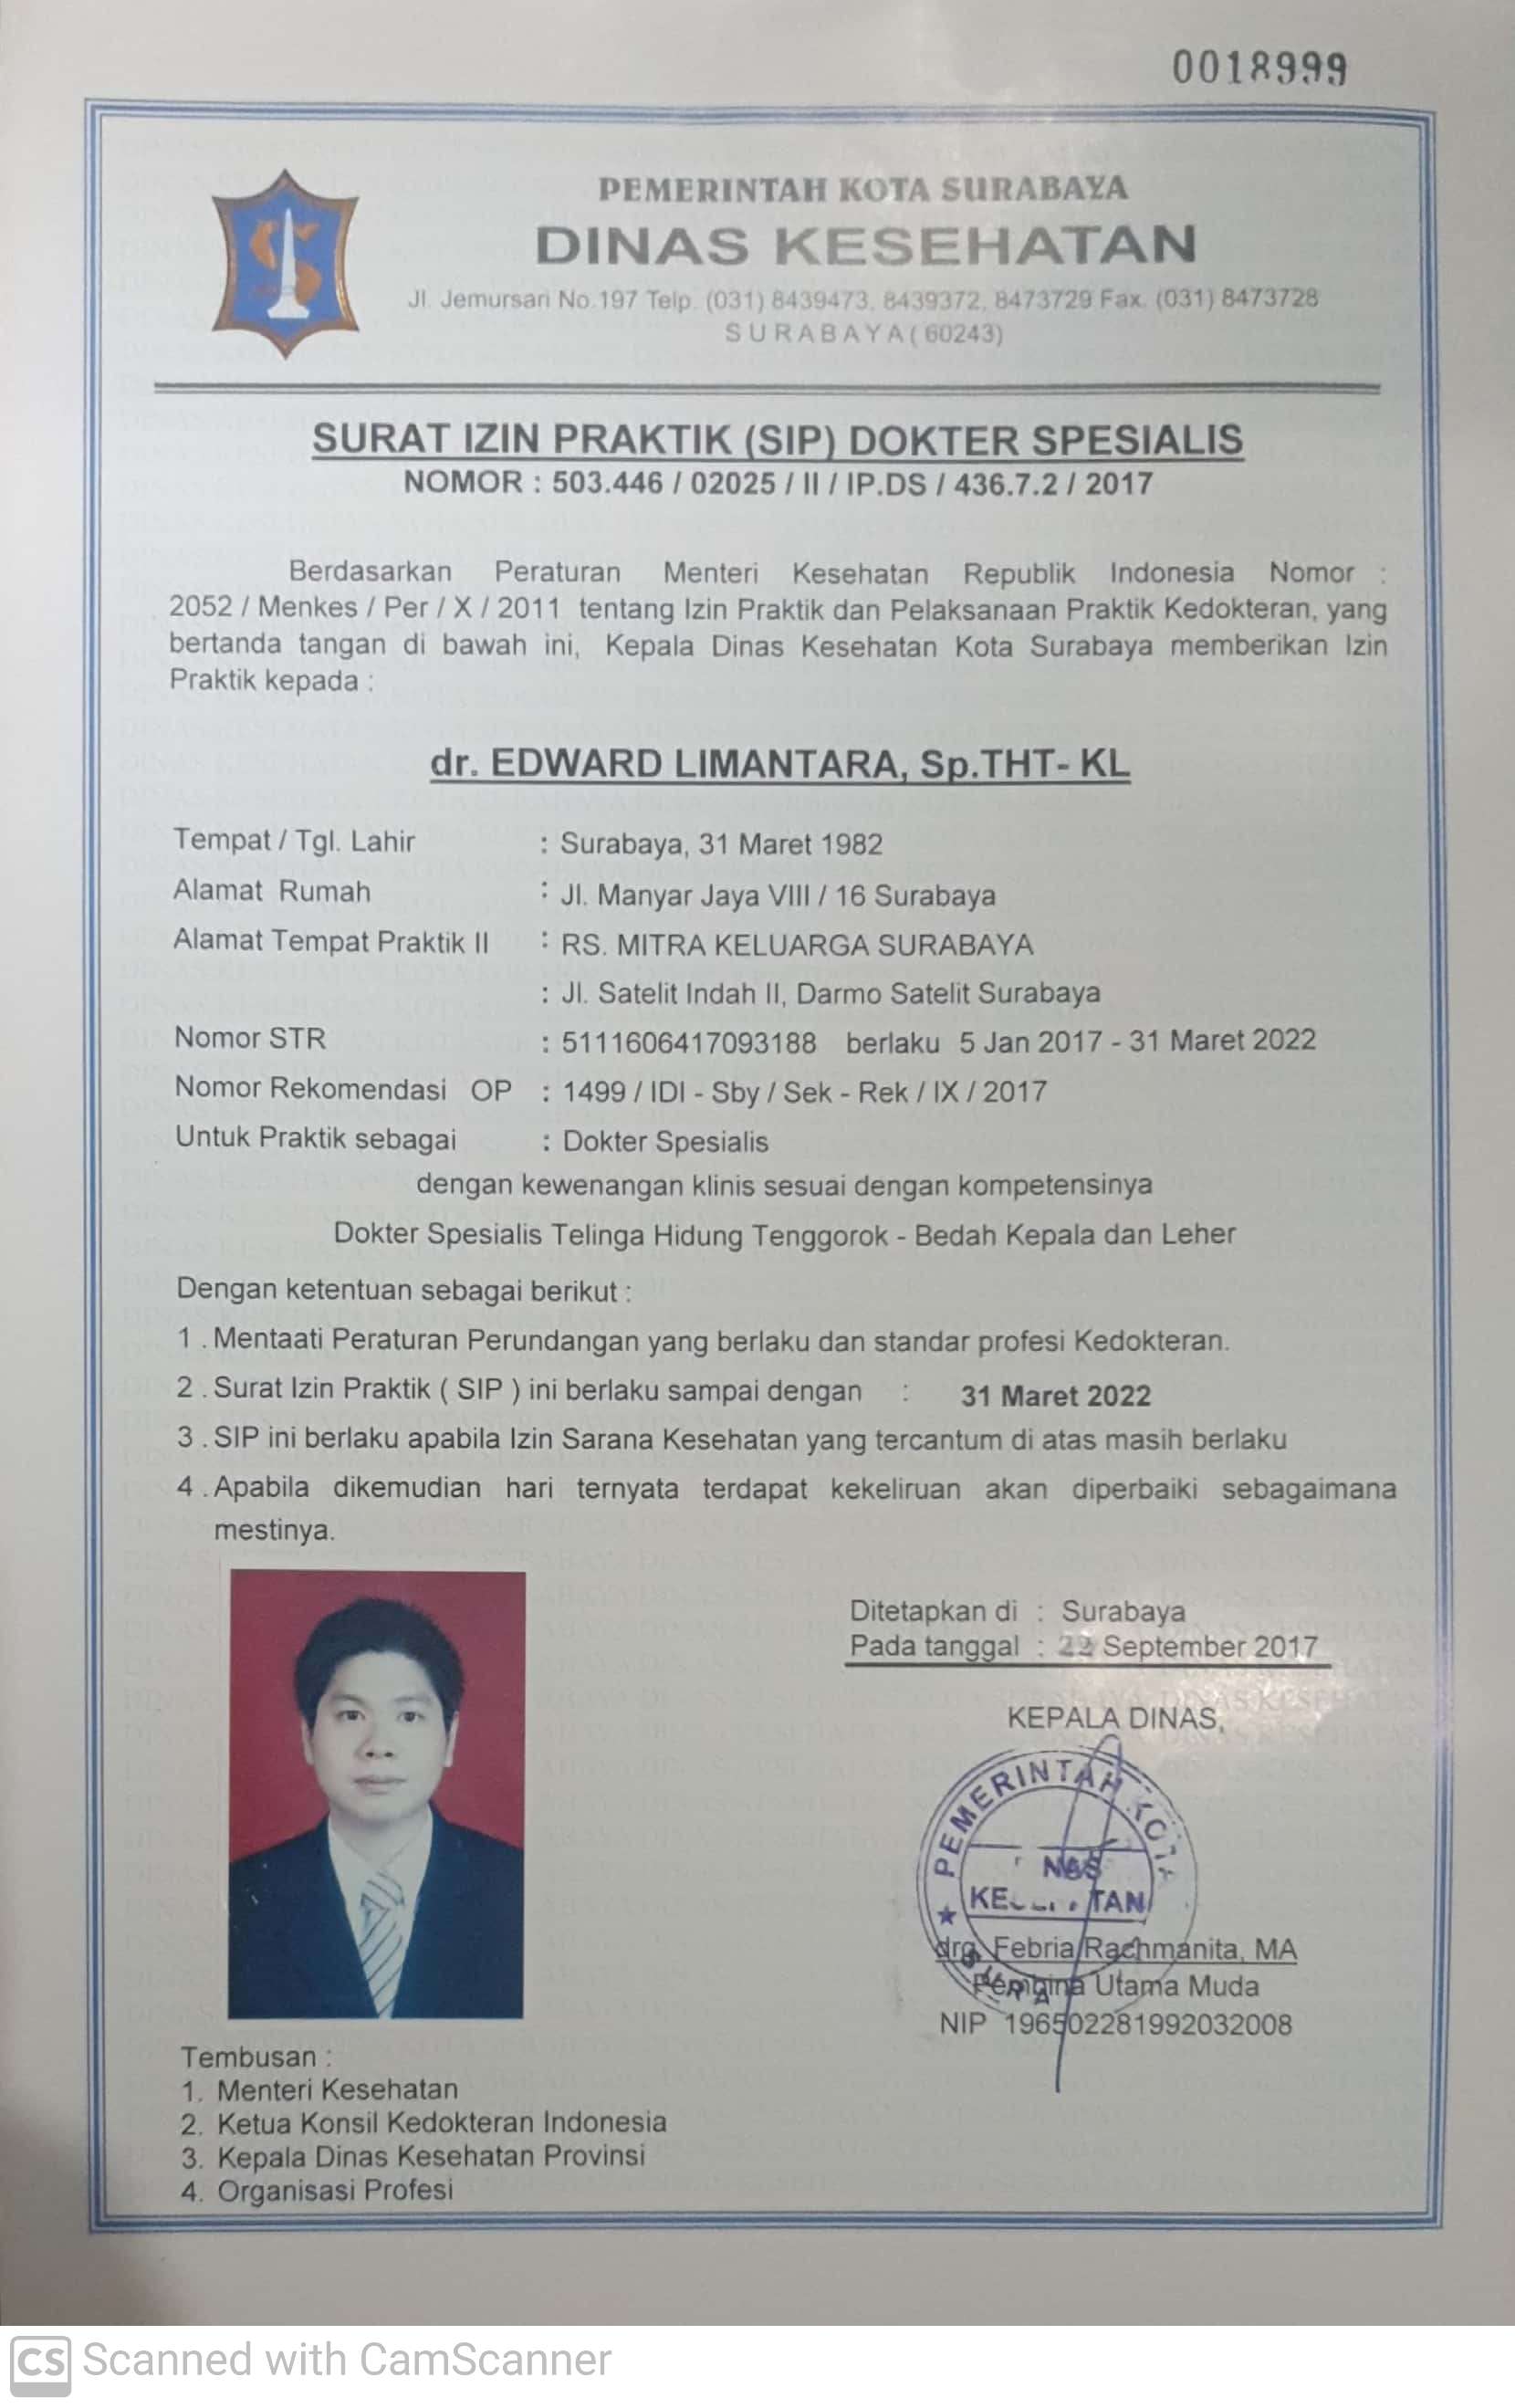 0018999
PEMERINTAH KOTA SURABAYA
DINAS KESEHATAN
Jl. Jemursari No.197 Telp. (031) 8439473, 8439372, 8473729 Fax. (031) 8473728
SURABAYA (60243)
SURAT IZIN PRAKTIK (SIP) DOKTER SPESIALIS
NOMOR : 503.446 / 02025 / II / IP.DS / 436.7.2 / 2017
Berdasarkan Peraturan Menteri Kesehatan Republik Indonesia Nomor :
2052 / Menkes / Per / X / 2011 tentang Izin Praktik dan Pelaksanaan Praktik Kedokteran, yang
bertanda tangan di bawah ini, Kepala Dinas Kesehatan Kota Surabaya memberikan Izin
Praktik kepada :
dr. EDWARD LIMANTARA, Sp.THT- KL
Tempat / Tgl. Lahir : Surabaya, 31 Maret 1982
Alamat Rumah : Jl. Manyar Jaya VIII / 16 Surabaya
Alamat Tempat Praktik II : RS. MITRA KELUARGA SURABAYA
: Jl. Satelit Indah II, Darmo Satelit Surabaya
Nomor STR : 5111606417093188 berlaku 5 Jan 2017 - 31 Maret 2022
Nomor Rekomendasi OP : 1499 / IDI - Sby / Sek - Rek / IX / 2017
Untuk Praktik sebagai : Dokter Spesialis
dengan kewenangan klinis sesuai dengan kompetensinya
Dokter Spesialis Telinga Hidung Tenggorok - Bedah Kepala dan Leher
Dengan ketentuan sebagai berikut :
1 . Mentaati Peraturan Perundangan yang berlaku dan standar profesi Kedokteran.
2 . Surat Izin Praktik ( SIP ) ini berlaku sampai dengan : 31 Maret 2022
3 . SIP ini berlaku apabila Izin Sarana Kesehatan yang tercantum di atas masih berlaku
4 . Apabila dikemudian hari ternyata terdapat kekeliruan akan diperbaiki sebagaimana
mestinya.
Ditetapkan di : Surabaya
Pada tanggal : 22 September 2017
KEPALA DINAS,
PEMERINTAH KOTA
drg. Febria Rachmanita, MA
Pembina Utama Muda
NIP 196502281992032008
Tembusan :
1. Menteri Kesehatan
2. Ketua Konsil Kedokteran Indonesia
3. Kepala Dinas Kesehatan Provinsi
4. Organisasi Profesi
CS Scanned with CamScanner